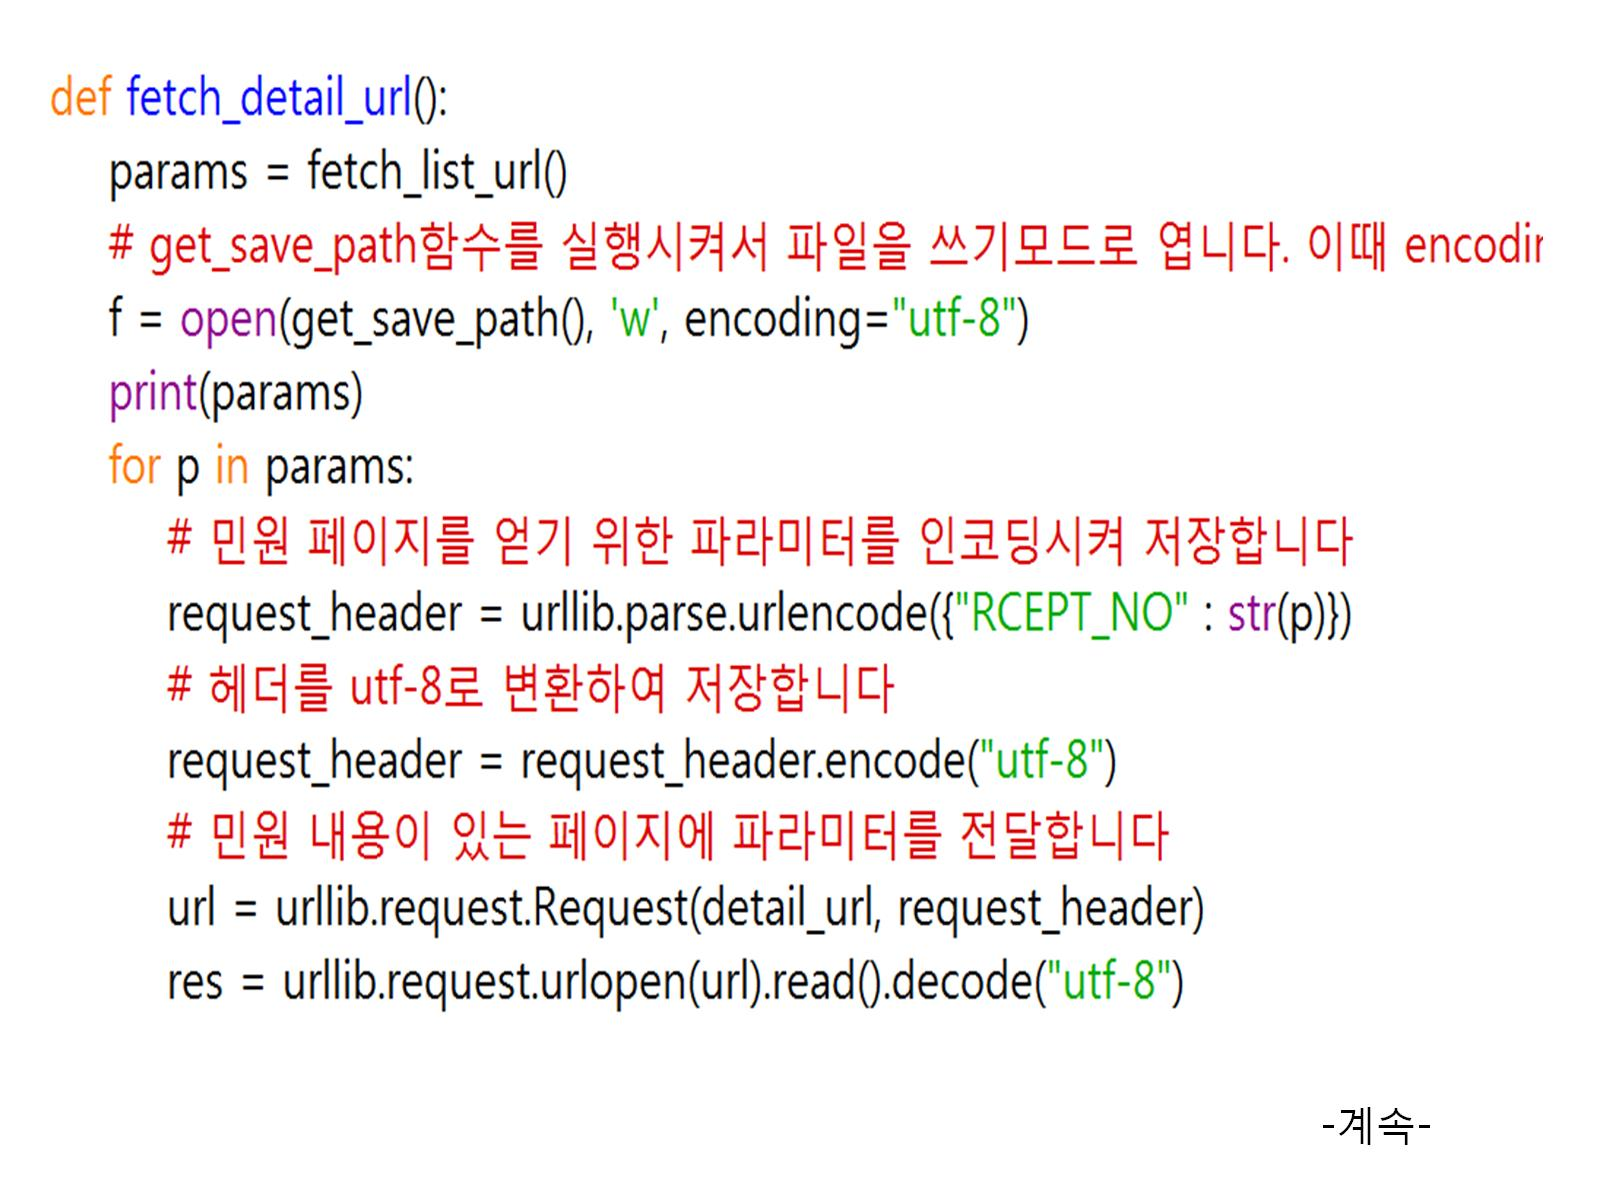 def fetch_detail_url():
params = fetch_list_url()
# get_save_path함수를 실행시켜서 파일을 쓰기모드로 엽니다. 이때 encodin
f = open(get_save_path(), 'w', encoding="utf-8")
print(params)
for p in params:
# 민원 페이지를 얻기 위한 파라미터를 인코딩시켜 저장합니다
request_header = urllib.parse.urlencode({"RCEPT_NO" : str(p)})
# 헤더를 utf-8로 변환하여 저장합니다
request_header = request_header.encode("utf-8")
# 민원 내용이 있는 페이지에 파라미터를 전달합니다
url = urllib.request.Request(detail_url, request_header)
res = urllib.request.urlopen(url).read().decode("utf-8")
-계속-